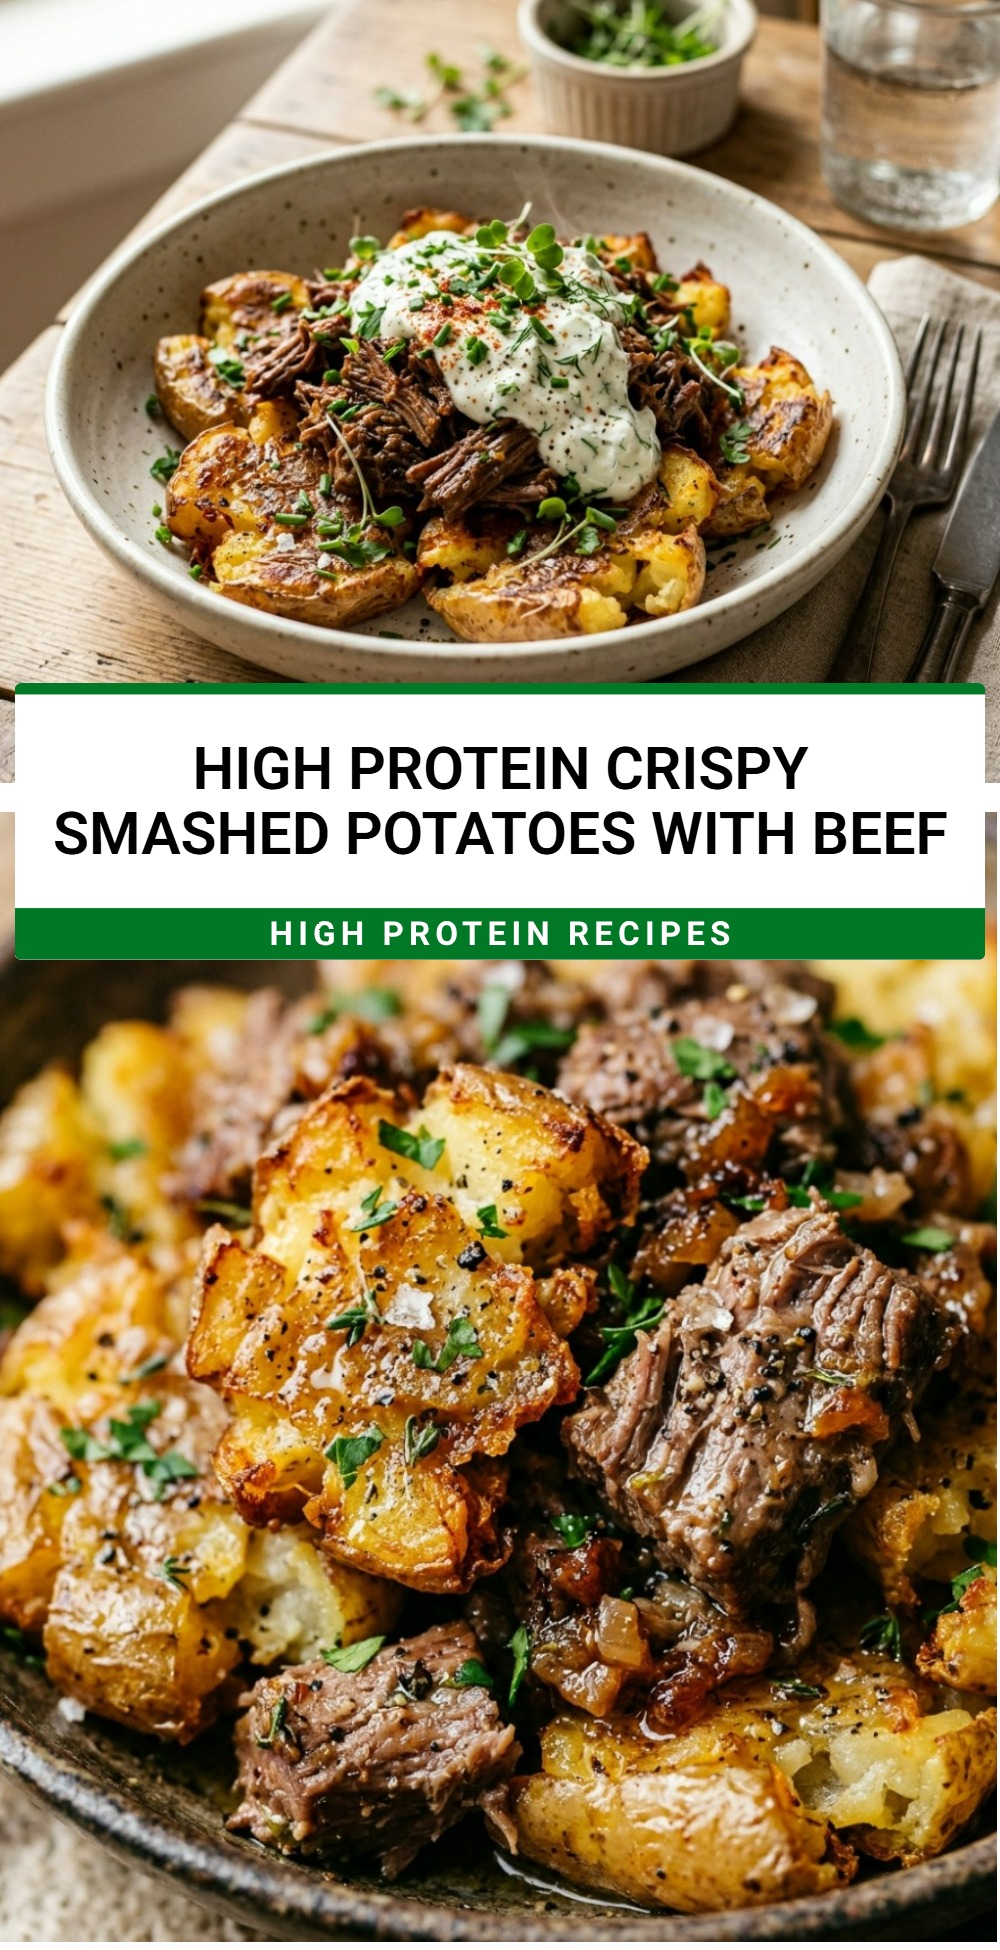 HIGH PROTEIN CRISPY
SMASHED POTATOES WITH BEEF
HIGH PROTEIN RECIPES